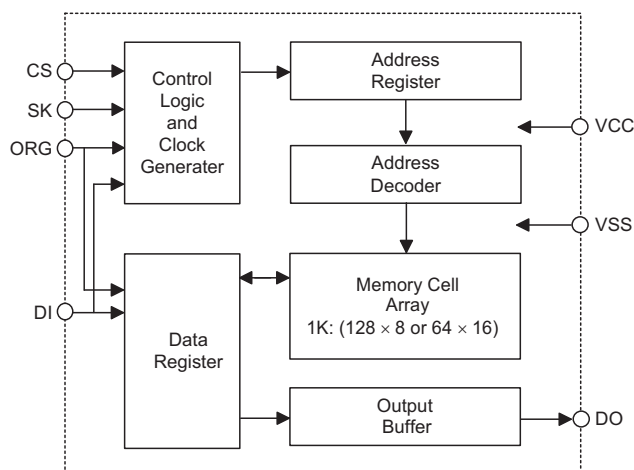 CS
SK
ORG
DI
Control
Logic
and
Clock
Generater
Address
Register
Address
Decoder
VCC
VSS
Data
Register
Memory Cell
Array
1K: (128 × 8 or 64 × 16)
Output
Buffer
DO